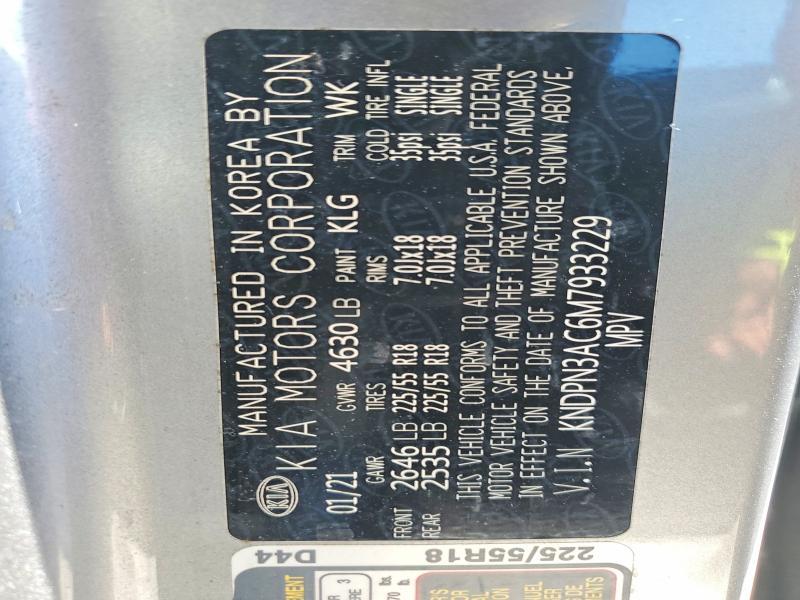 MANUFACTURED IN KOREA BY
KIA KIA MOTORS CORPORATION
01/21 GVWR 4630 LB PAINT KLG TRIM WK
GAWR TIRES RIMS COLD TIRE INFL
FRONT 2646 LB 225/55 R18 7.0Jx18 35psi SINGLE
REAR 2535 LB 225/55 R18 7.0Jx18 35psi SINGLE
THIS VEHICLE CONFORMS TO ALL APPLICABLE U.S.A. FEDERAL
MOTOR VEHICLE SAFETY AND THEFT PREVENTION STANDARDS
IN EFFECT ON THE DATE OF MANUFACTURE SHOWN ABOVE.
V.I.N KNDPN3AC6M7933229
MPV
D44
225/55R18